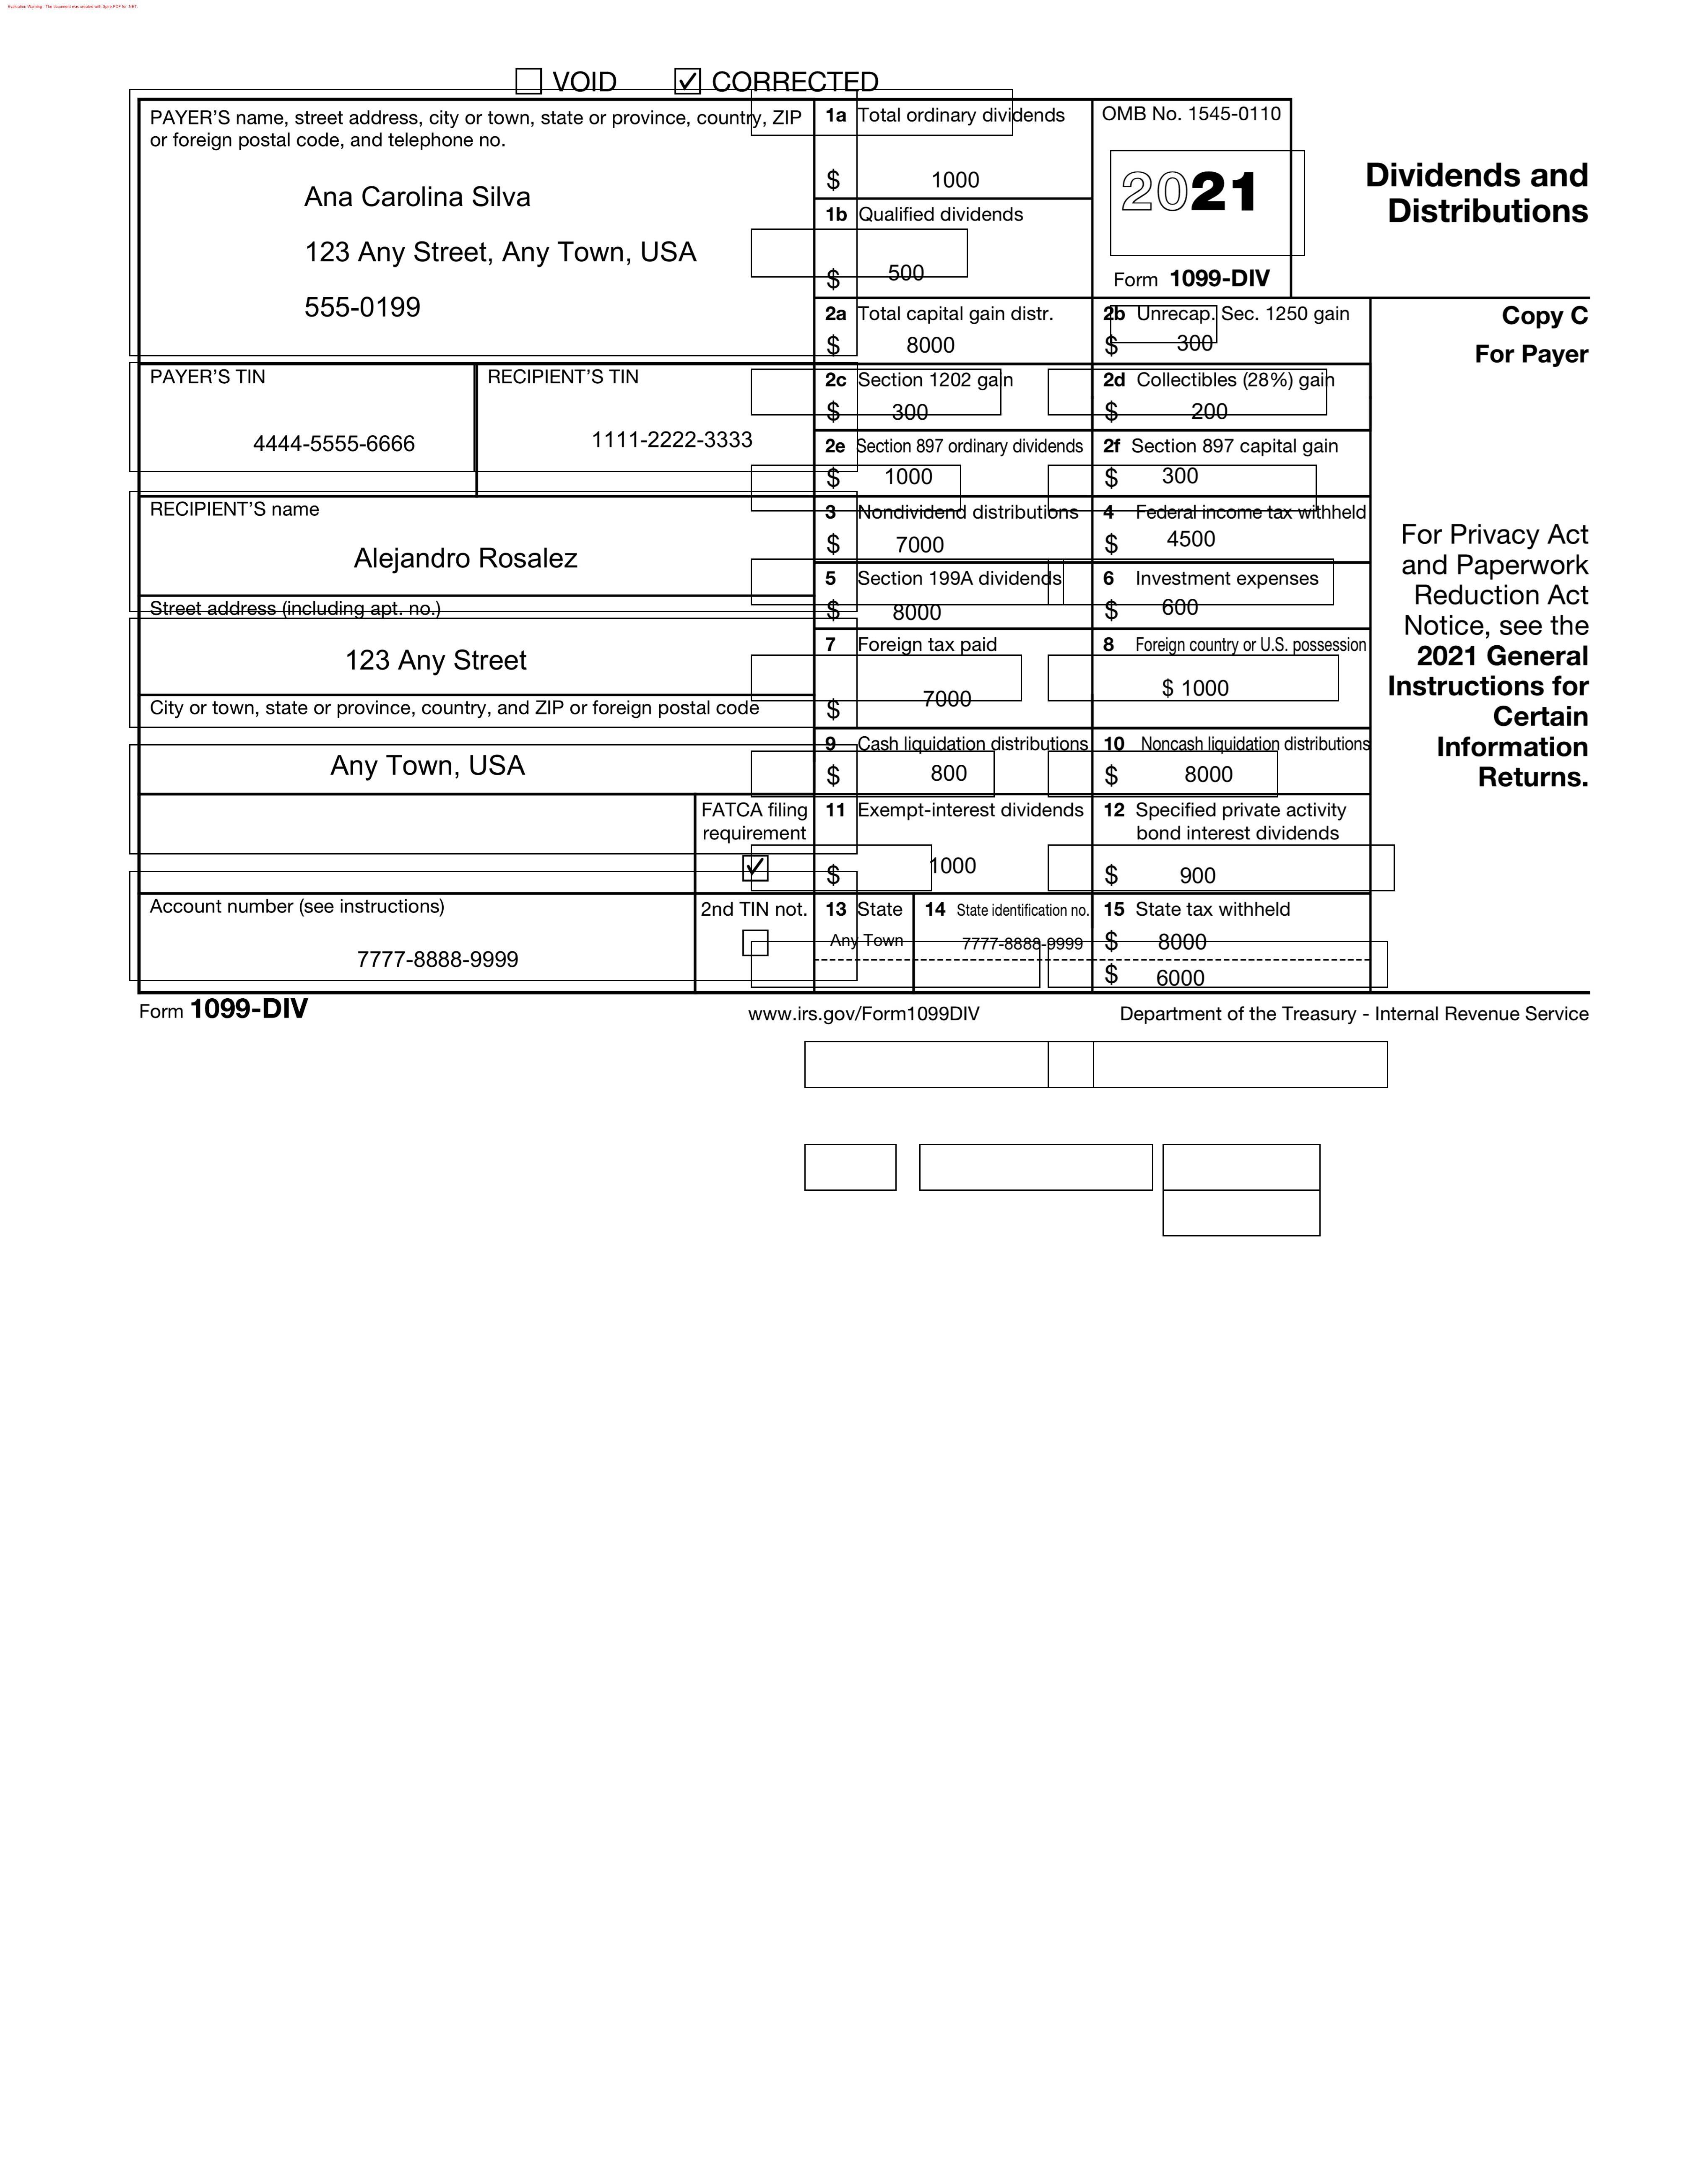 Evaluation Warning : The document was created with Spire.PDF for .NET.
VOID CORRECTED
PAYER'S name, street address, city or town, state or province, country, ZIP
or foreign postal code, and telephone no.
Ana Carolina Silva
123 Any Street, Any Town, USA
555-0199
1a Total ordinary dividends
$ 1000
1b Qualified dividends
$ 500
OMB No. 1545-0110
2021
Form 1099-DIV
Dividends and
Distributions
2a Total capital gain distr.
$ 8000
2b Unrecap. Sec. 1250 gain
$ 300
Copy C
For Payer
PAYER'S TIN
4444-5555-6666
RECIPIENT'S TIN
1111-2222-3333
2c Section 1202 gain
$ 300
2d Collectibles (28%) gain
$ 200
2e Section 897 ordinary dividends
$ 1000
2f Section 897 capital gain
$ 300
RECIPIENT'S name
Alejandro Rosalez
3 Nondividend distributions
$ 7000
4 Federal income tax withheld
$ 4500
5 Section 199A dividends
$ 8000
6 Investment expenses
$ 600
Street address (including apt. no.)
123 Any Street
7 Foreign tax paid
$ 7000
8 Foreign country or U.S. possession
$ 1000
City or town, state or province, country, and ZIP or foreign postal code
Any Town, USA
9 Cash liquidation distributions
$ 800
10 Noncash liquidation distributions
$ 8000
FATCA filing
requirement
11 Exempt-interest dividends
$ 1000
12 Specified private activity
bond interest dividends
$ 900
Account number (see instructions)
7777-8888-9999
2nd TIN not.
13 State
Any Town
14 State identification no.
7777-8888-9999
15 State tax withheld
$ 8000
$ 6000
For Privacy Act
and Paperwork
Reduction Act
Notice, see the
2021 General
Instructions for
Certain
Information
Returns.
Form 1099-DIV
www.irs.gov/Form1099DIV
Department of the Treasury - Internal Revenue Service